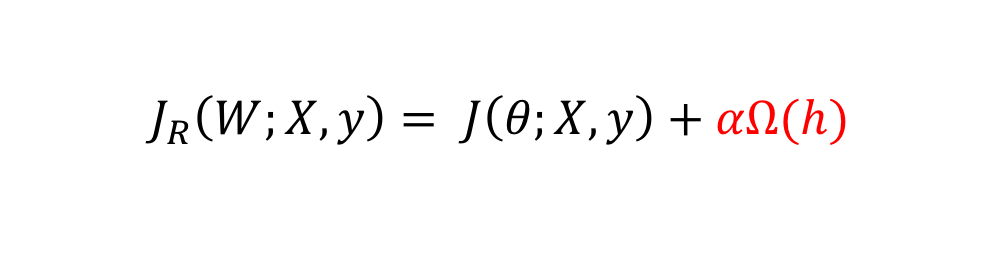 J_R(W; X, y) = J(θ; X, y) + αΩ(h)